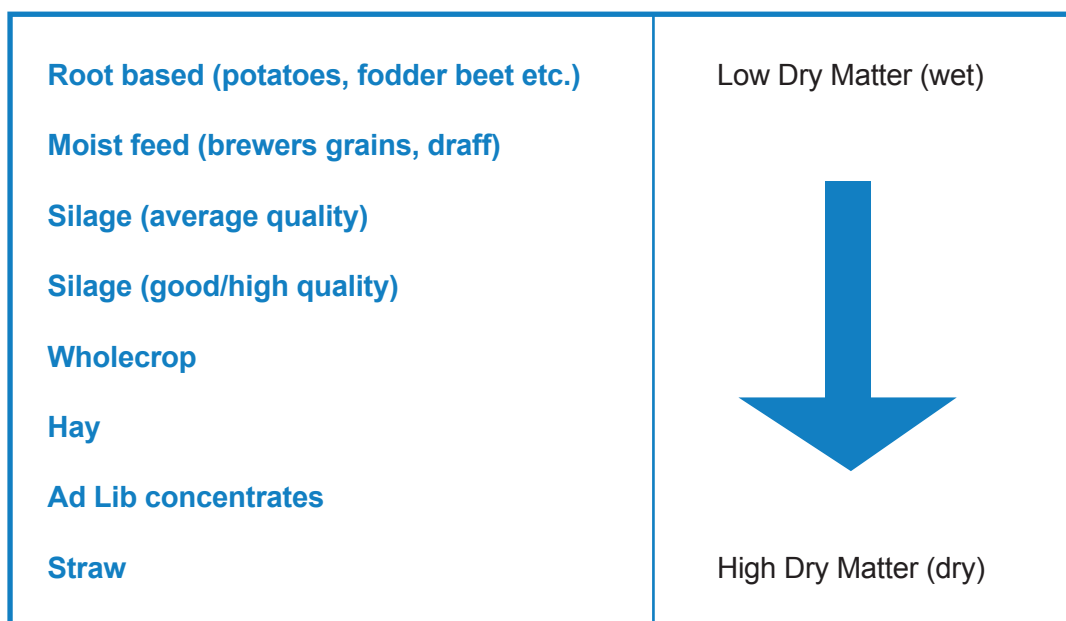 Root based (potatoes, fodder beet etc.) Low Dry Matter (wet)
Moist feed (brewers grains, draff)
Silage (average quality)
Silage (good/high quality)
Wholecrop
Hay
Ad Lib concentrates
Straw High Dry Matter (dry)